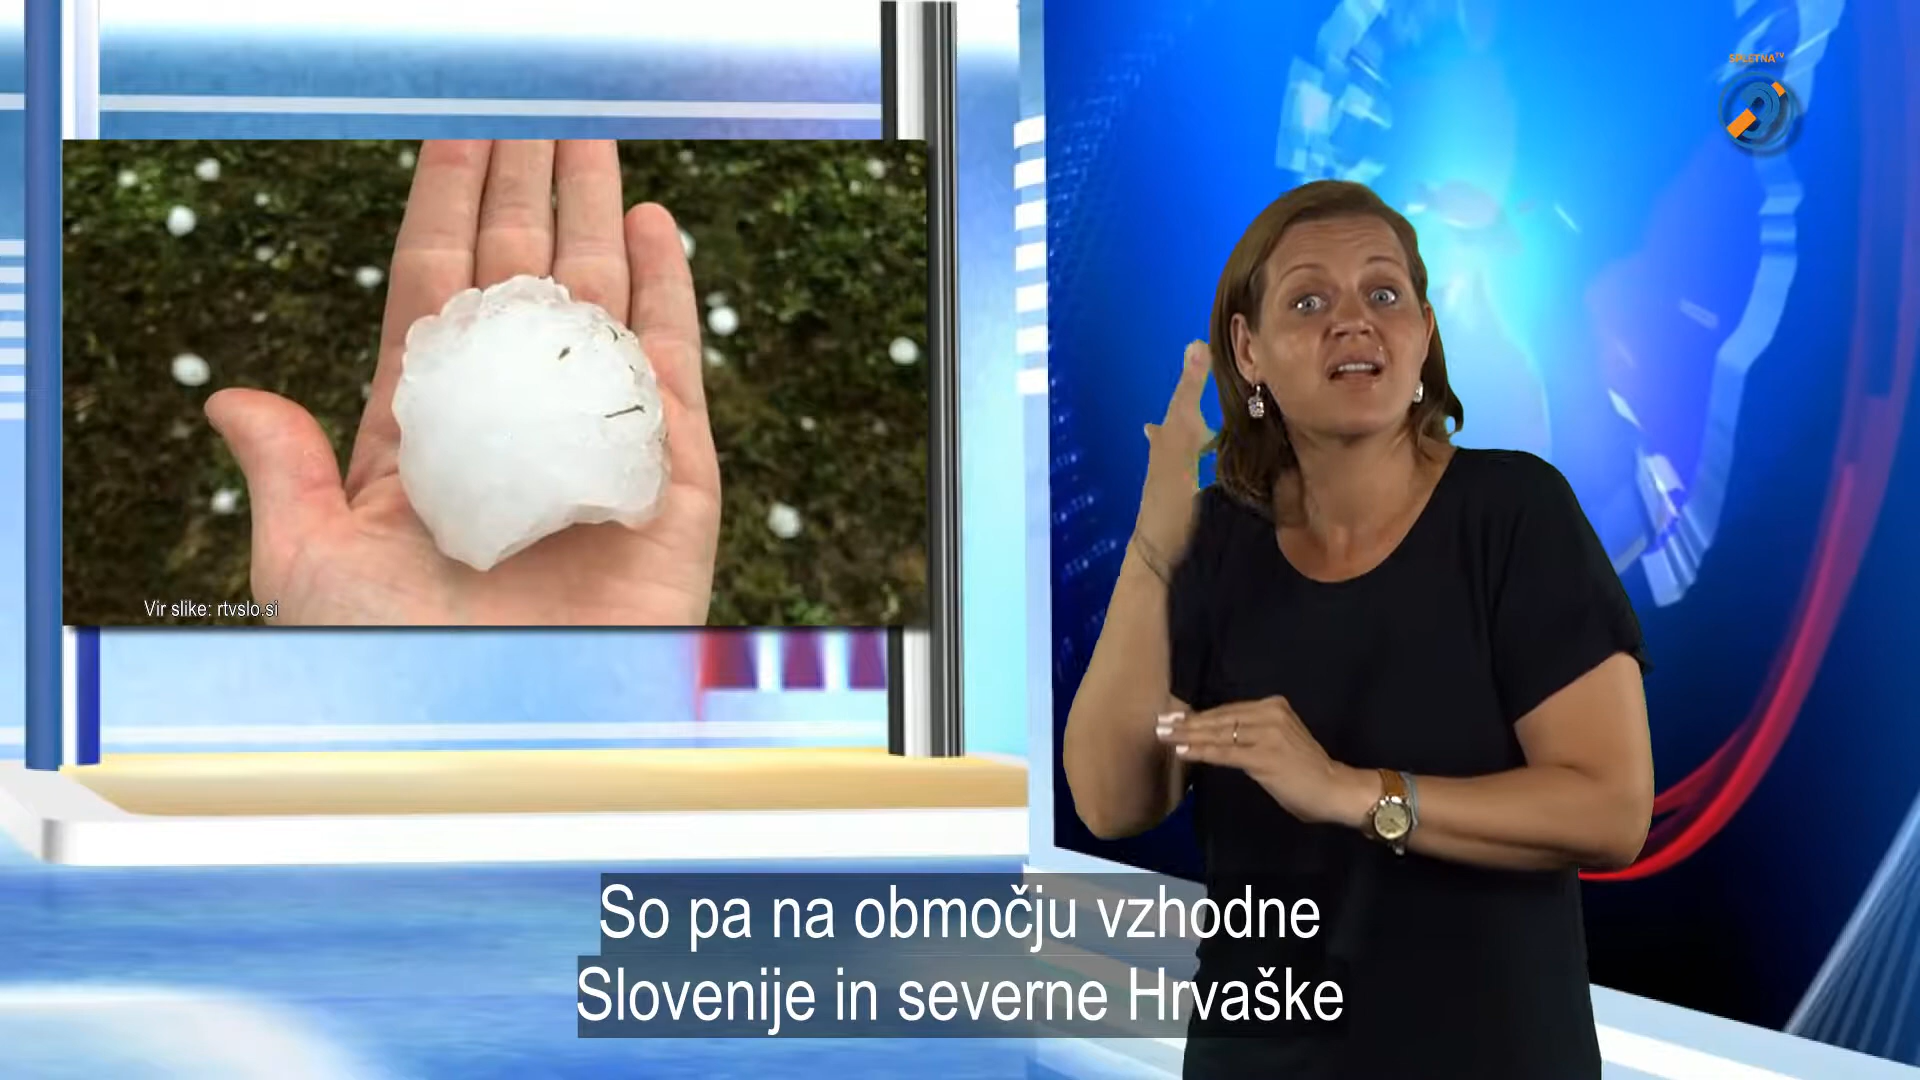 SPLETNA TV
Vir slike: rtvslo.si
So pa na območju vzhodne
Slovenije in severne Hrvaške